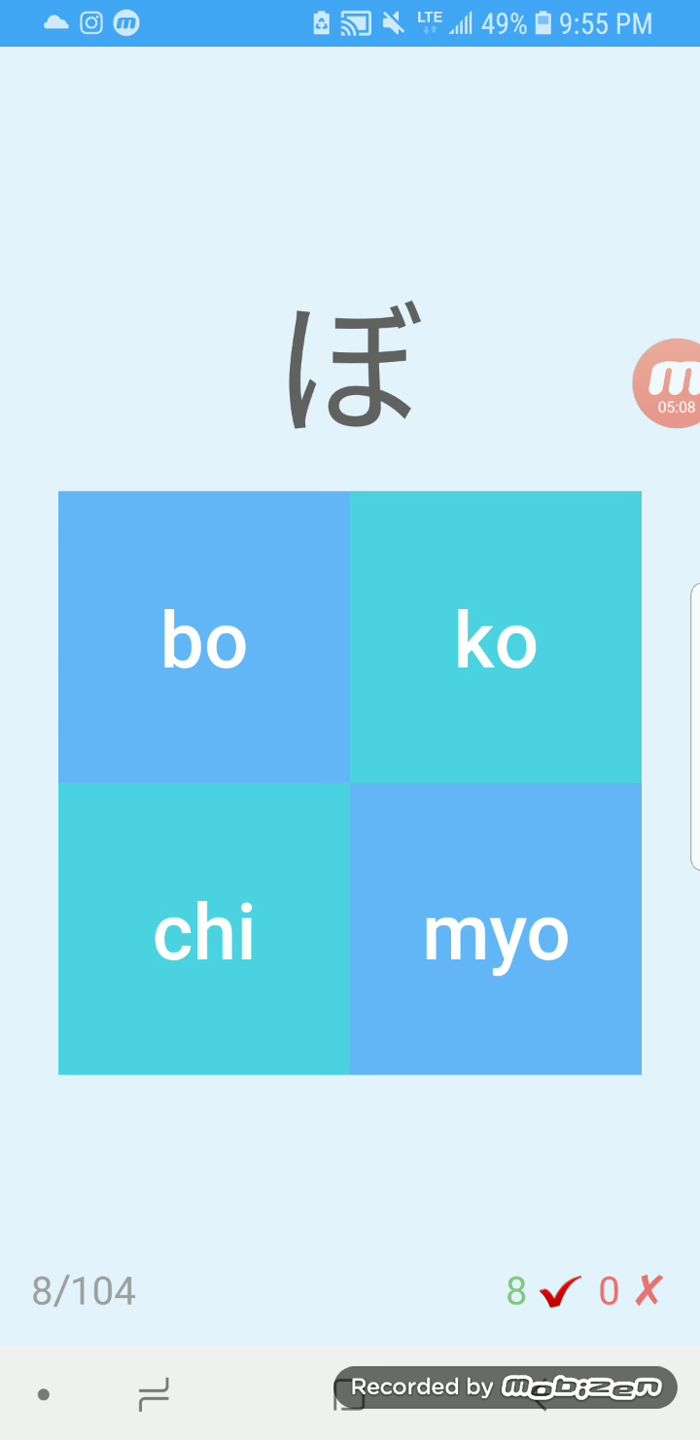 LTE 49% 9:55 PM
ぼ
05:08
bo ko
chi myo
8/104 8 0
Recorded by mobizen